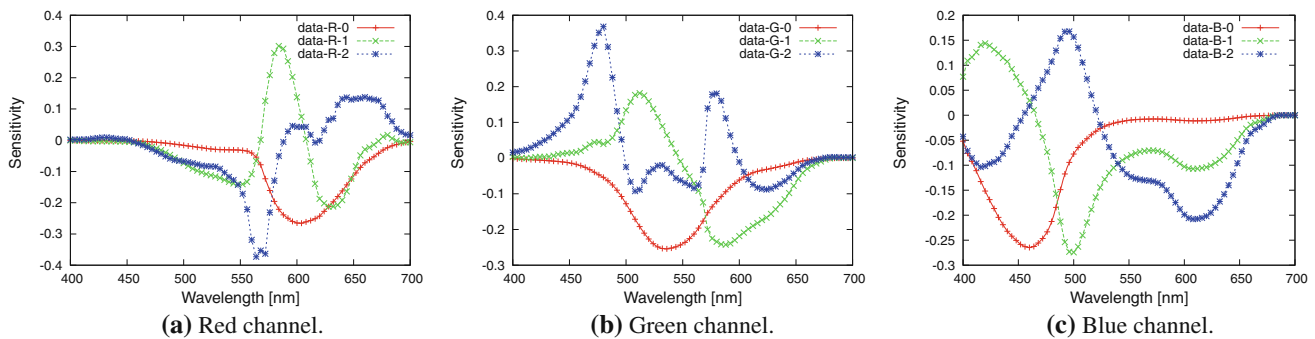 0.4
0.3
0.2
0.1
0
-0.1
-0.2
-0.3
-0.4
Sensitivity
data-R-0
data-R-1
data-R-2
400 450 500 550 600 650 700
Wavelength [nm]
(a) Red channel.
0.4
0.3
0.2
0.1
0
-0.1
-0.2
-0.3
Sensitivity
data-G-0
data-G-1
data-G-2
400 450 500 550 600 650 700
Wavelength [nm]
(b) Green channel.
0.2
0.15
0.1
0.05
0
-0.05
-0.1
-0.15
-0.2
-0.25
-0.3
Sensitivity
data-B-0
data-B-1
data-B-2
400 450 500 550 600 650 700
Wavelength [nm]
(c) Blue channel.